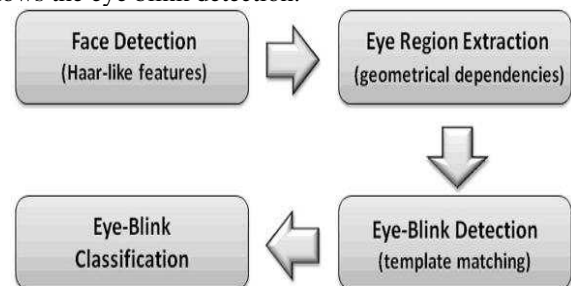 Face Detection
(Haar-like features)
Eye Region Extraction
(geometrical dependencies)
Eye-Blink Detection
(template matching)
Eye-Blink
Classification